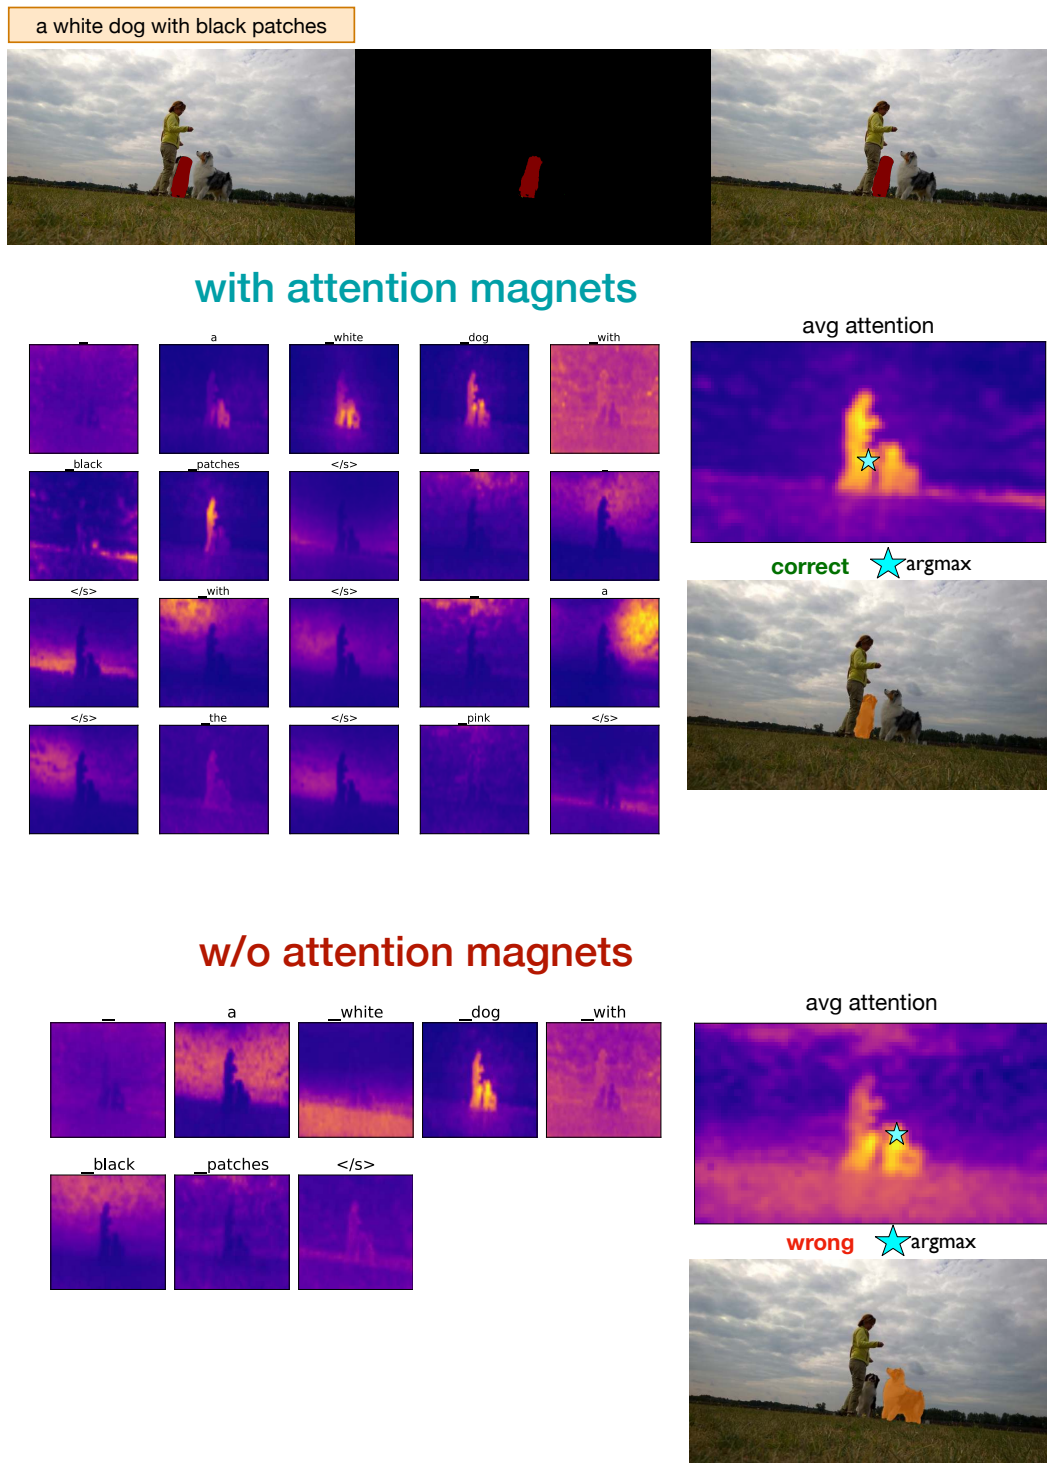 a white dog with black patches
with attention magnets
avg attention
_ a _white _dog _with
_black _patches </s> _ _
</s> _with </s> _ a
</s> _the </s> _pink </s>
correct argmax
w/o attention magnets
avg attention
_ a _white _dog _with
_black _patches </s>
wrong argmax